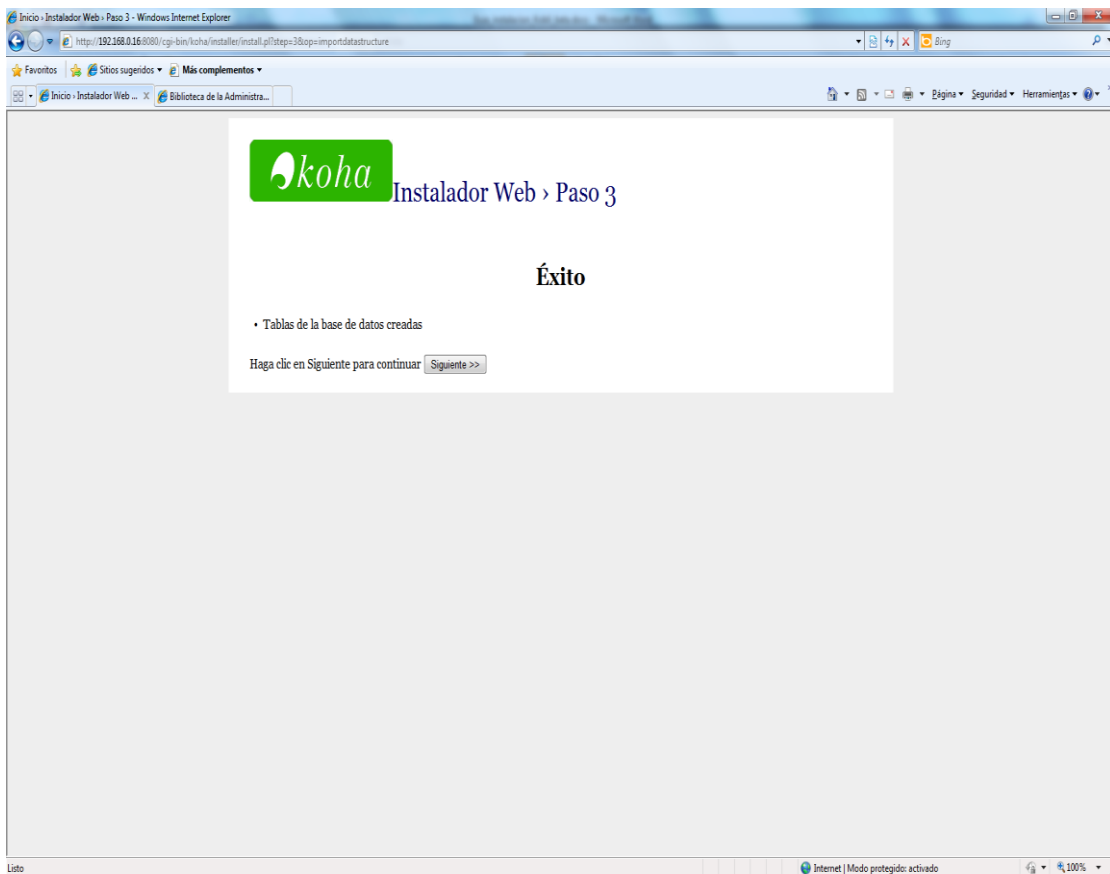 Inicio › Instalador Web › Paso 3 - Windows Internet Explorer
http://192.168.0.16:8080/cgi-bin/koha/installer/install.pl?step=3&op=importdatastructure
Bing
Favoritos Sitios sugeridos Más complementos
Inicio › Instalador Web ... X Biblioteca de la Administra...
Página Seguridad Herramientas
koha
Instalador Web › Paso 3
Éxito
• Tablas de la base de datos creadas
Haga clic en Siguiente para continuar Siguiente >>
Listo
Internet | Modo protegido: activado
100%